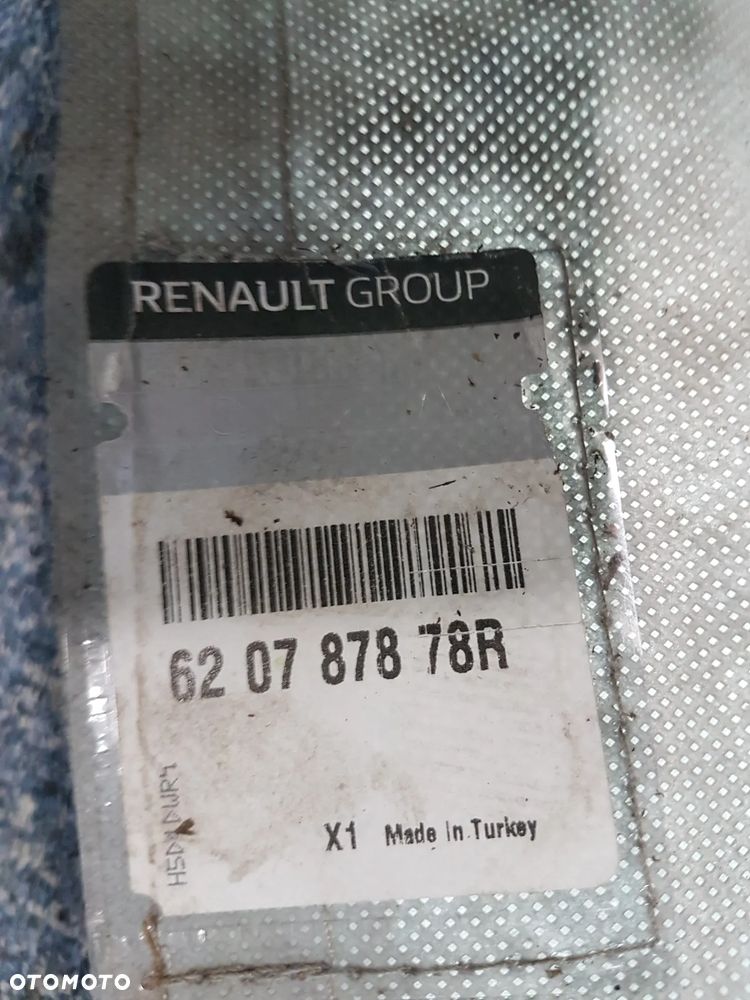 RENAULT GROUP
62 07 878 78R
X1 Made In Turkey
OTOMOTO